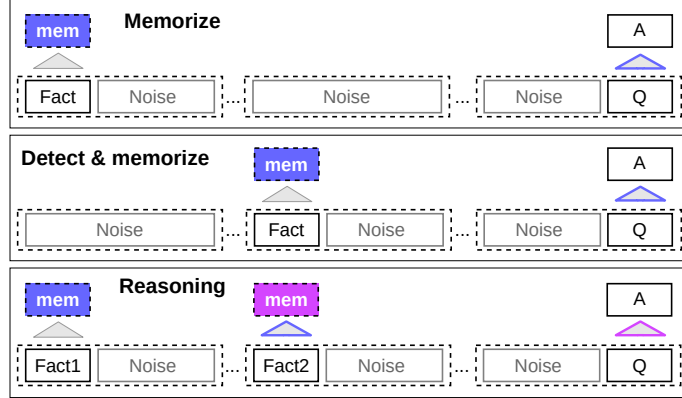 Memorize
mem A
Fact Noise ... Noise ... Noise Q
Detect & memorize
mem A
Noise ... Fact Noise ... Noise Q
Reasoning
mem mem A
Fact1 Noise ... Fact2 Noise ... Noise Q